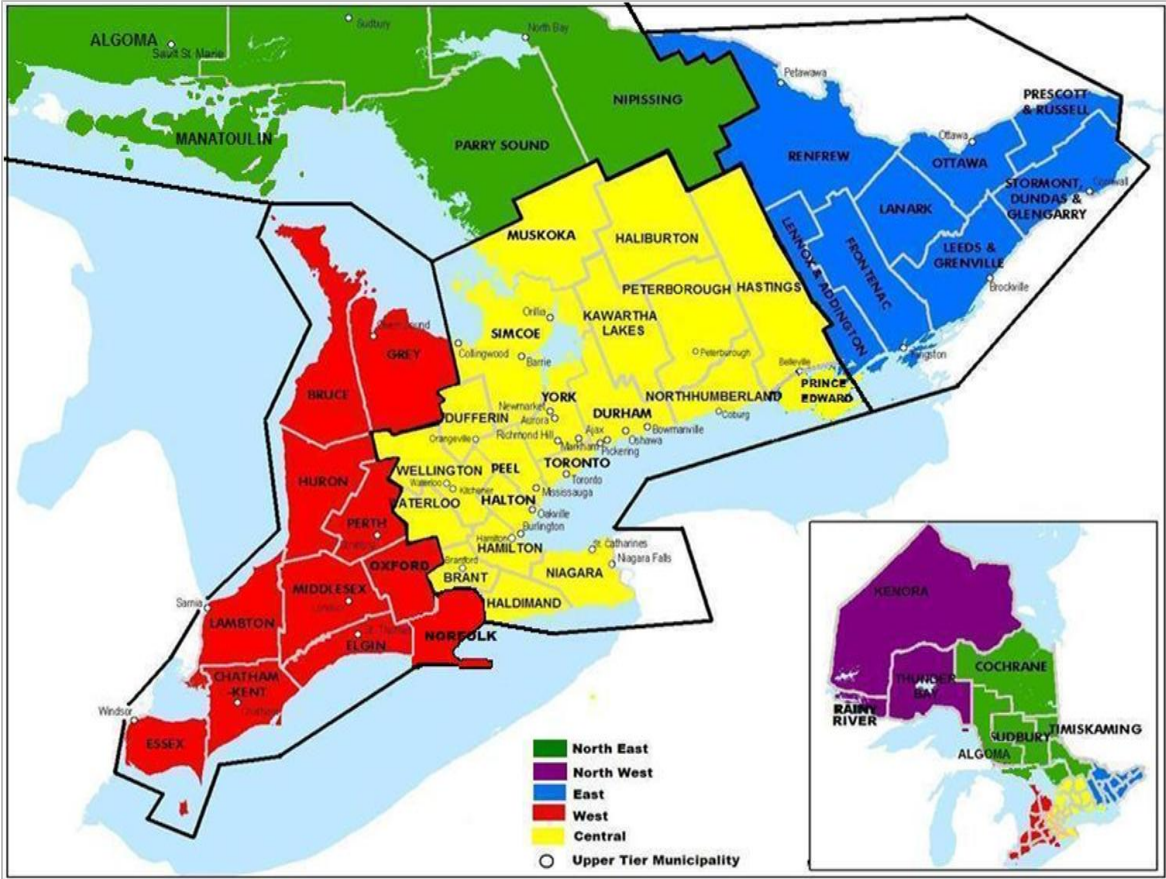 ALGOMA
Sault St. Marie
Sudbury
North Bay
Petawawa
NIPISSING
PRESCOTT
& RUSSELL
MANATOULIN
PARRY SOUND
RENFREW
Ottawa
OTTAWA
STORMONT,
DUNDAS &
GLENGARRY
Cornwall
LANARK
MUSKOKA
HALIBURTON
LENNOX & ADDINGTON
FRONTENAC
LEEDS &
GRENVILLE
Brockville
PETERBOROUGH
HASTINGS
KAWARTHA
LAKES
Orillia
SIMCOE
Owen Sound
GREY
Collingwood
Barrie
Peterborough
Belleville
Kingston
PRINCE
EDWARD
BRUCE
YORK
NORTHHUMBERLAND
DUFFERIN
Newmarket
Aurora
DURHAM
Coburg
Orangeville
Richmond Hill
Ajax
Bowmanville
Markham
Oshawa
Pickering
WELLINGTON
PEEL
TORONTO
Toronto
HURON
Waterloo
Kitchener
Mississauga
WATERLOO
HALTON
Oakville
PERTH
Stratford
Burlington
Hamilton
HAMILTON
St. Catharines
Niagara Falls
OXFORD
Brantford
BRANT
NIAGARA
MIDDLESEX
London
HALDIMAND
Sarnia
LAMBTON
St. Thomas
ELGIN
NORFOLK
CHATHAM
-KENT
Chatham
Windsor
ESSEX
North East
North West
East
West
Central
Upper Tier Municipality
KENORA
COCHRANE
THUNDER
BAY
RAINY
RIVER
SUDBURY
TIMISKAMING
ALGOMA